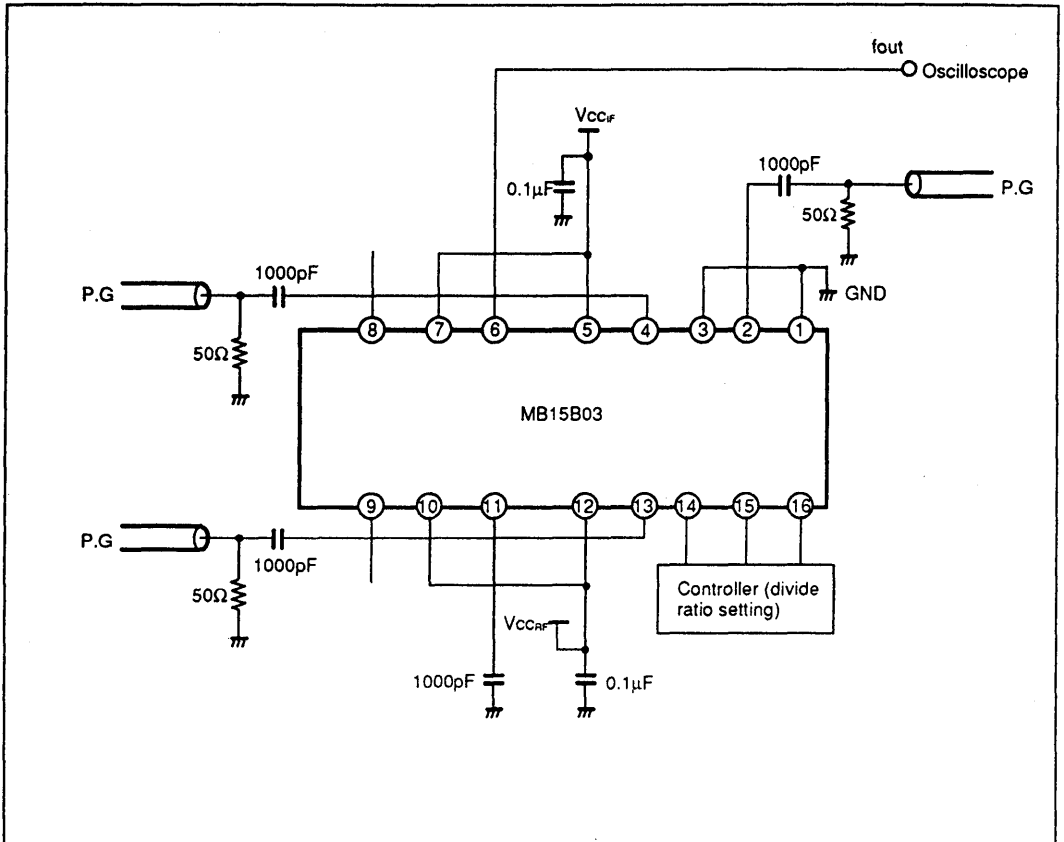 fout
Oscilloscope
VCCIF
1000pF
0.1µF
P.G
50Ω
1000pF
P.G
GND
50Ω
8
7
6
5
4
3
2
1
MB15B03
9
10
11
12
13
14
15
16
P.G
1000pF
50Ω
Controller (divide
ratio setting)
VCCRF
1000pF
0.1µF